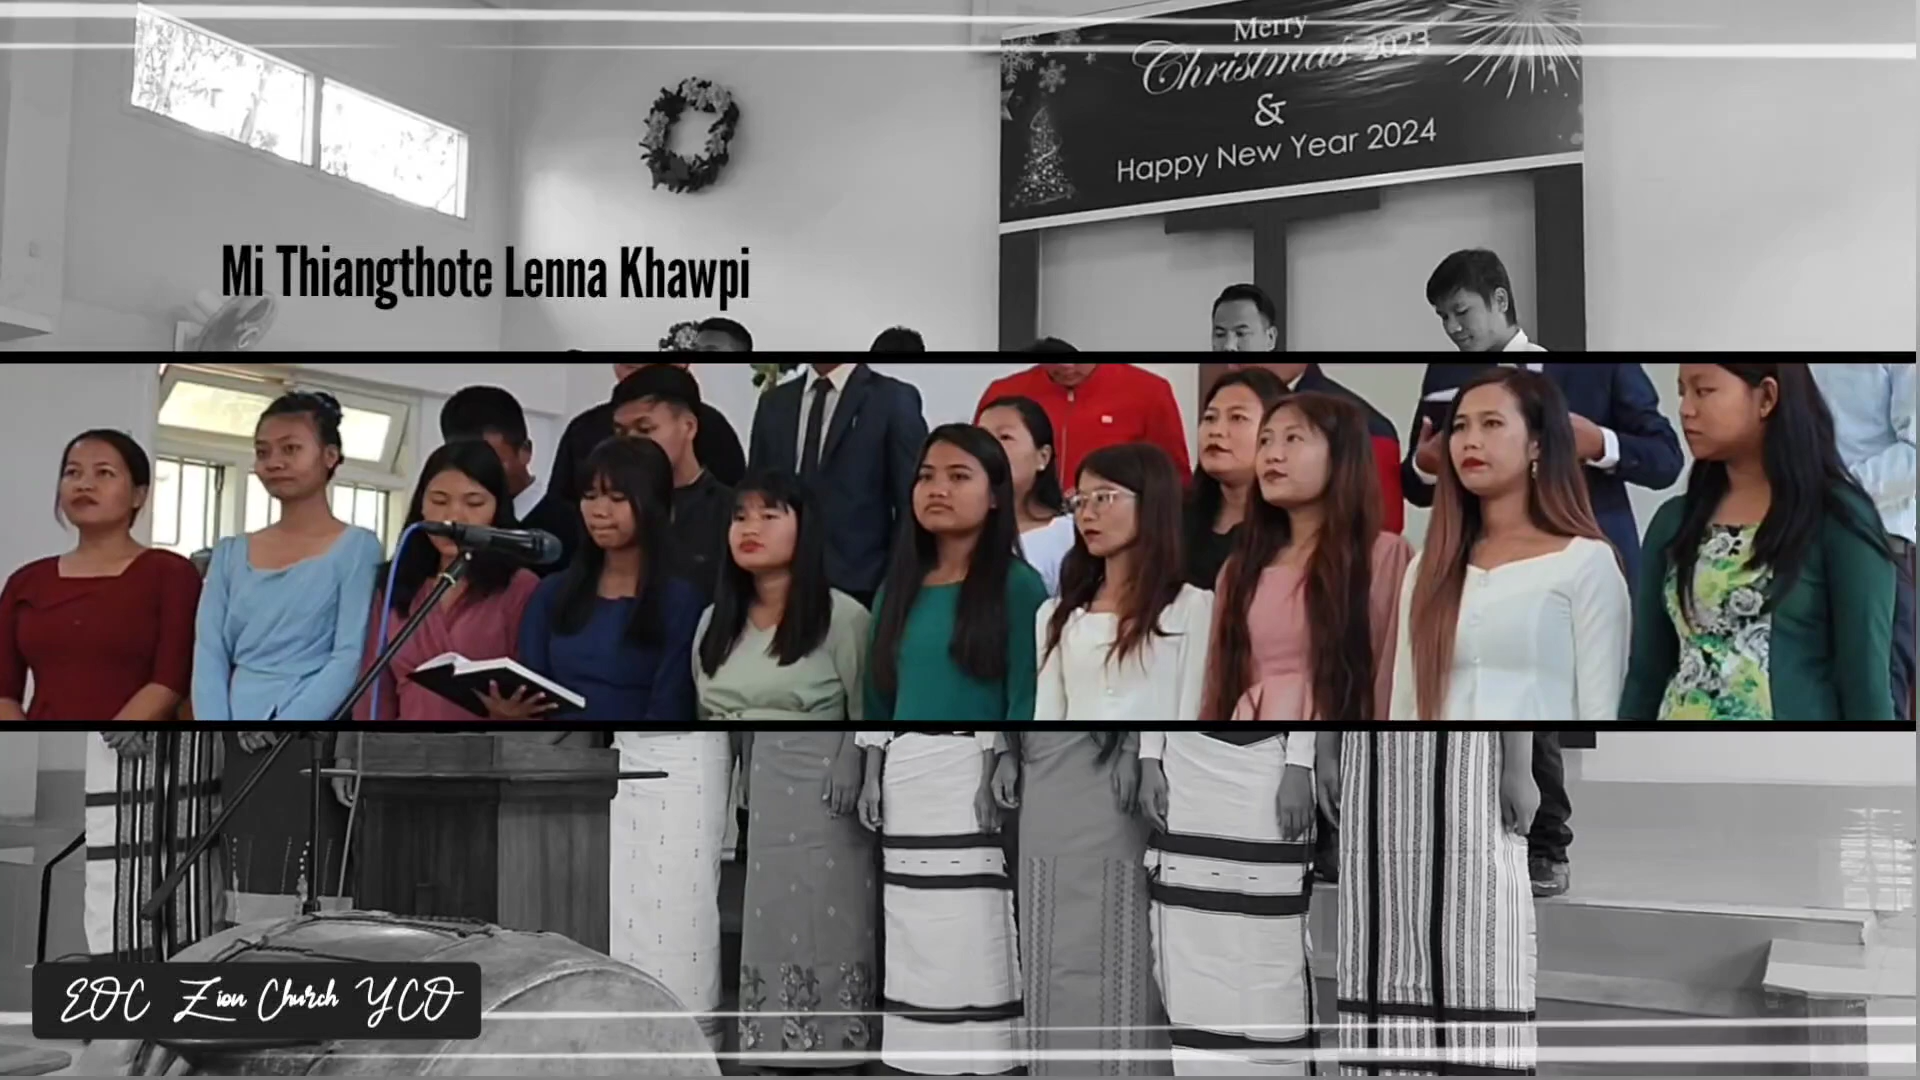 Merry
Christmas 2023
&
Happy New Year 2024
Mi Thiangthote Lenna Khawpi
EOC Zion Church YCO